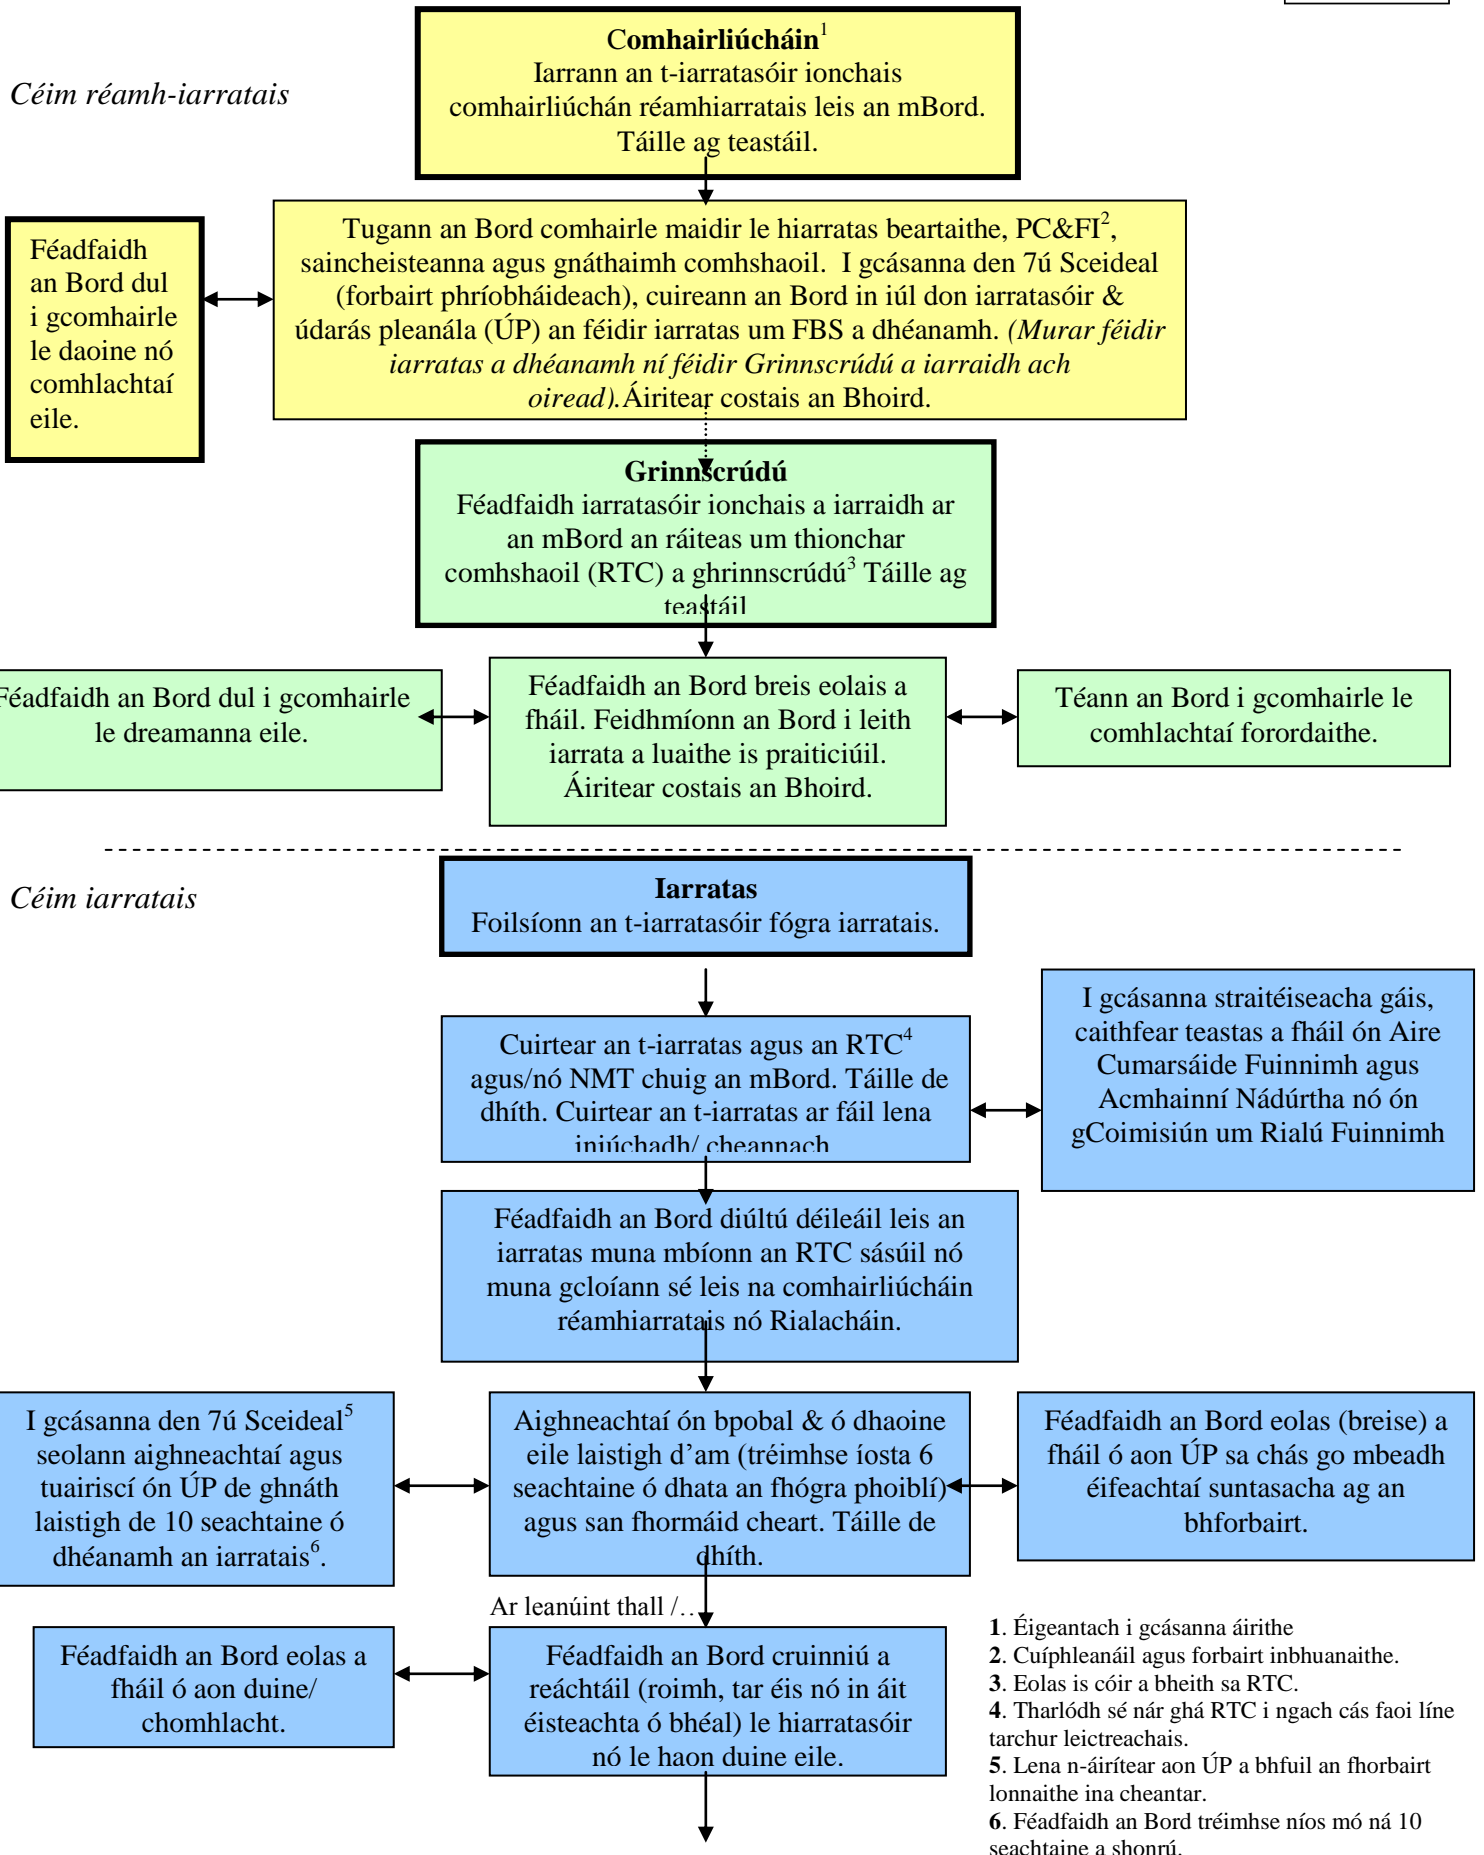 Comhairliúcháin1
Iarrann an t-iarratasóir ionchais
comhairliúchán réamhiarratais leis an mBord.
Táille ag teastáil.
Céim réamh-iarratais
Féadfaidh
an Bord dul
i gcomhairle
le daoine nó
comhlachtaí
eile.
Tugann an Bord comhairle maidir le hiarratas beartaithe, PC&FI2,
saincheisteanna agus gnáthaimh comhshaoil. I gcásanna den 7ú Sceideal
(forbairt phríobháideach), cuireann an Bord in iúl don iarratasóir &
údarás pleanála (ÚP) an féidir iarratas um FBS a dhéanamh. (Murar féidir
iarratas a dhéanamh ní féidir Grinnscrúdú a iarraidh ach
oiread).Áiritear costais an Bhoird.
Grinnscrúdú
Féadfaidh iarratasóir ionchais a iarraidh ar
an mBord an ráiteas um thionchar
comhshaoil (RTC) a ghrinnscrúdú3 Táille ag
teastáil
Féadfaidh an Bord dul i gcomhairle
le dreamanna eile.
Féadfaidh an Bord breis eolais a
fháil. Feidhmíonn an Bord i leith
iarrata a luaithe is praiticiúil.
Áiritear costais an Bhoird.
Téann an Bord i gcomhairle le
comhlachtaí forordaithe.
Céim iarratais
Iarratas
Foilsíonn an t-iarratasóir fógra iarratais.
Cuirtear an t-iarratas agus an RTC4
agus/nó NMT chuig an mBord. Táille de
dhíth. Cuirtear an t-iarratas ar fáil lena
iniúchadh/ cheannach
I gcásanna straitéiseacha gáis,
caithfear teastas a fháil ón Aire
Cumarsáide Fuinnimh agus
Acmhainní Nádúrtha nó ón
gCoimisiún um Rialú Fuinnimh
Féadfaidh an Bord diúltú déileáil leis an
iarratas muna mbíonn an RTC sásúil nó
muna gcloíann sé leis na comhairliúcháin
réamhiarratais nó Rialacháin.
I gcásanna den 7ú Sceideal5
seolann aighneachtaí agus
tuairiscí ón ÚP de ghnáth
laistigh de 10 seachtaine ó
dhéanamh an iarratais6.
Aighneachtaí ón bpobal & ó dhaoine
eile laistigh d'am (tréimhse íosta 6
seachtaine ó dhata an fhógra phoiblí)
agus san fhormáid cheart. Táille de
dhíth.
Féadfaidh an Bord eolas (breise) a
fháil ó aon ÚP sa chás go mbeadh
éifeachtaí suntasacha ag an
bhforbairt.
Ar leanúint thall /…
Féadfaidh an Bord eolas a
fháil ó aon duine/
chomhlacht.
Féadfaidh an Bord cruinniú a
reáchtáil (roimh, tar éis nó in áit
éisteachta ó bhéal) le hiarratasóir
nó le haon duine eile.
1. Éigeantach i gcásanna áirithe
2. Cuíphleanáil agus forbairt inbhuanaithe.
3. Eolas is cóir a bheith sa RTC.
4. Tharlódh sé nár ghá RTC i ngach cás faoi líne
tarchur leictreachais.
5. Lena n-áirítear aon ÚP a bhfuil an fhorbairt
lonnaithe ina cheantar.
6. Féadfaidh an Bord tréimhse níos mó ná 10
seachtaine a shonrú.